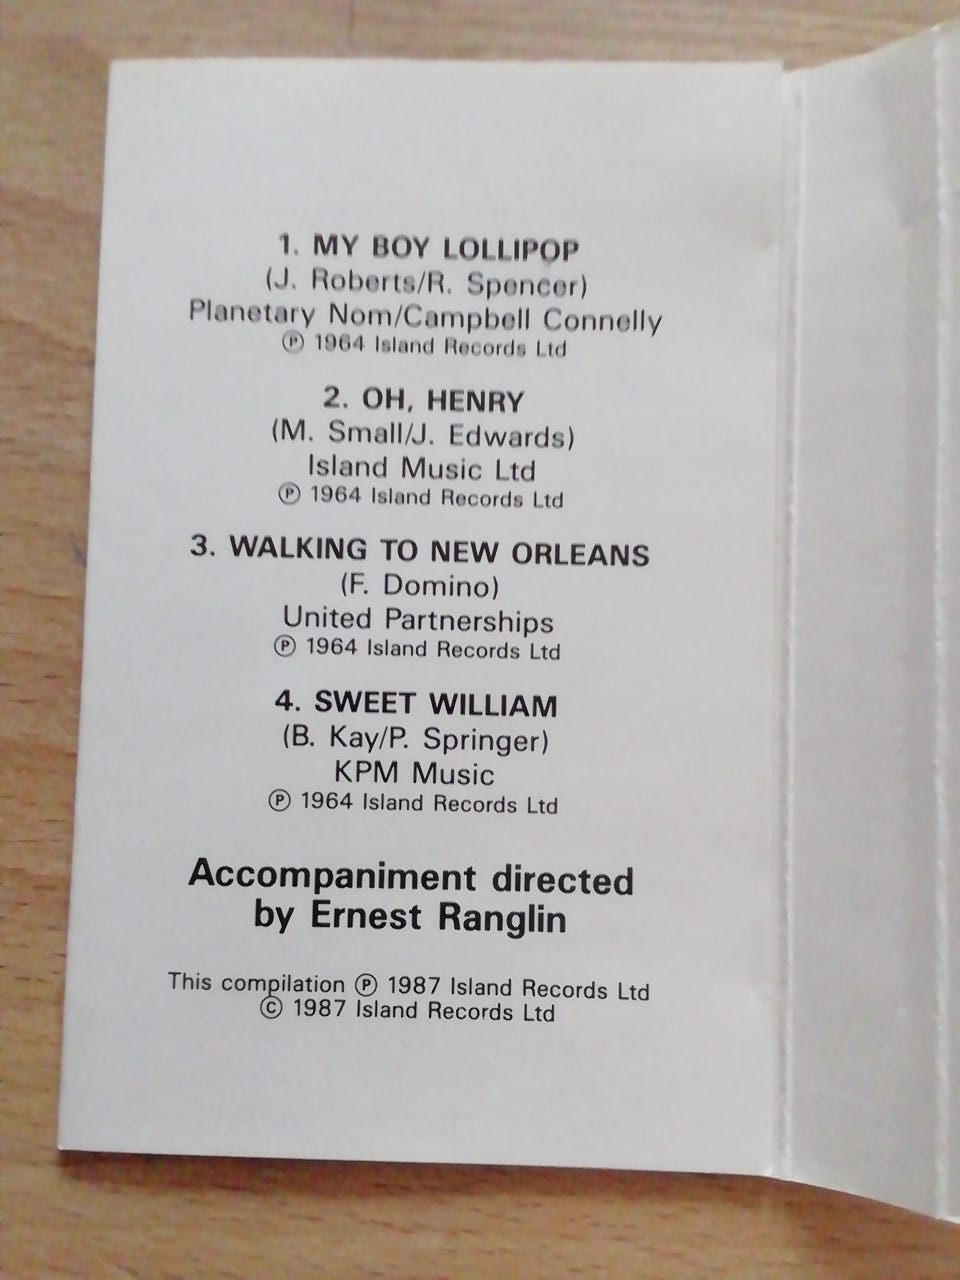 1. MY BOY LOLLIPOP
(J. Roberts/R. Spencer)
Planetary Nom/Campbell Connelly
℗ 1964 Island Records Ltd
2. OH, HENRY
(M. Small/J. Edwards)
Island Music Ltd
℗ 1964 Island Records Ltd
3. WALKING TO NEW ORLEANS
(F. Domino)
United Partnerships
℗ 1964 Island Records Ltd
4. SWEET WILLIAM
(B. Kay/P. Springer)
KPM Music
℗ 1964 Island Records Ltd
Accompaniment directed
by Ernest Ranglin
This compilation ℗ 1987 Island Records Ltd
© 1987 Island Records Ltd